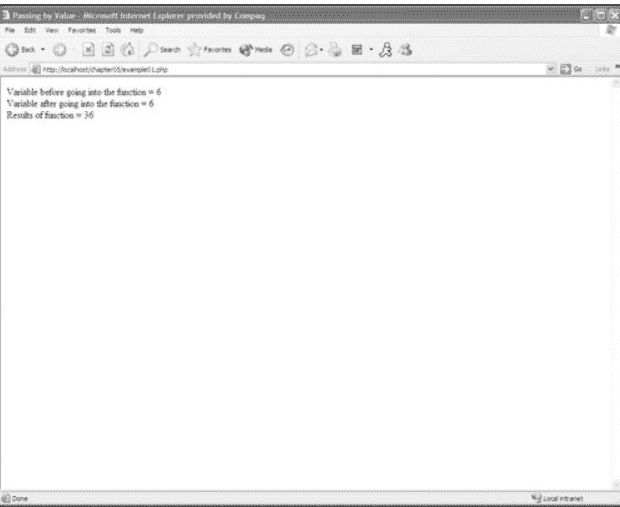 Passing by Value - Microsoft Internet Explorer provided by Compaq
File Edit View Favorites Tools Help
Back Search Favorites Media
Address http://localhost/chapter05/example01.php Go Links
Variable before going into the function = 6
Variable after going into the function = 6
Results of function = 36
Done Local intranet